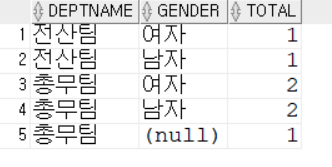 DEPTNAME GENDER TOTAL
1 전산팀 여자 1
2 전산팀 남자 1
3 총무팀 여자 2
4 총무팀 남자 2
5 총무팀 (null) 1